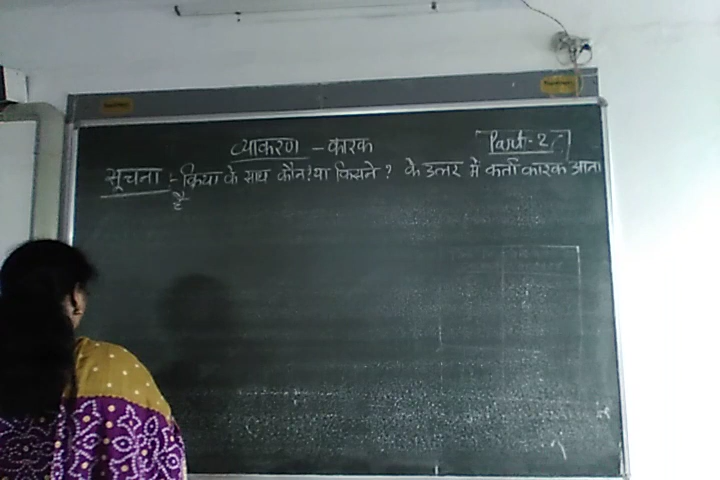 व्याकरण - कारक
Part - 2
सूचना :- क्रिया के साथ कौन? या किसने? के उत्तर में कर्ता कारक आता
है